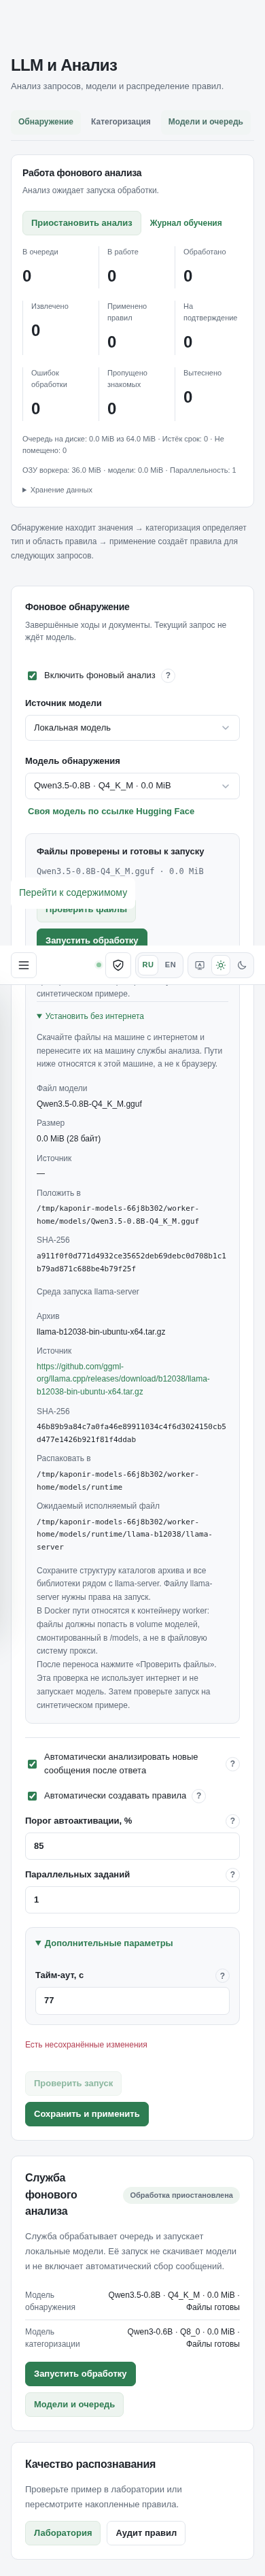 LLM и Анализ
Анализ запросов, модели и распределение правил.
Обнаружение
Категоризация
Модели и очередь
Работа фонового анализа
Анализ ожидает запуска обработки.
Приостановить анализ
Журнал обучения
В очереди
0
В работе
0
Обработано
0
Извлечено
0
Применено
правил
0
На
подтверждение
0
Ошибок
обработки
0
Пропущено
знакомых
0
Вытеснено
0
Очередь на диске: 0.0 MiB из 64.0 MiB · Истёк срок: 0 · Не
помещено: 0
ОЗУ воркера: 36.0 MiB · модели: 0.0 MiB · Параллельность: 1
Хранение данных
Обнаружение находит значения → категоризация определяет
тип и область правила → применение создаёт правила для
следующих запросов.
Фоновое обнаружение
Завершённые ходы и документы. Текущий запрос не
ждёт модель.
Включить фоновый анализ
?
Источник модели
Локальная модель
Модель обнаружения
Qwen3.5-0.8B · Q4_K_M · 0.0 MiB
Своя модель по ссылке Hugging Face
Файлы проверены и готовы к запуску
Qwen3.5-0.8B-Q4_K_M.gguf · 0.0 MiB
Перейти к содержимому
Проверить файлы
Запустить обработку
RU
EN
синтетическом примере.
Установить без интернета
Скачайте файлы на машине с интернетом и
перенесите их на машину службы анализа. Пути
ниже относятся к этой машине, а не к браузеру.
Файл модели
Qwen3.5-0.8B-Q4_K_M.gguf
Размер
0.0 MiB (28 байт)
Источник
—
Положить в
/tmp/kaponir-models-66j8b302/worker-
home/models/Qwen3.5-0.8B-Q4_K_M.gguf
SHA-256
a911f0f0d771d4932ce35652deb69debc0d708b1c1
b79ad871c688be4b79f25f
Среда запуска llama-server
Архив
llama-b12038-bin-ubuntu-x64.tar.gz
Источник
https://github.com/ggml-
org/llama.cpp/releases/download/b12038/llama-
b12038-bin-ubuntu-x64.tar.gz
SHA-256
46b89b9a84c7a0fa46e89911034c4f6d3024150cb5
d477e1426b921f81f4ddab
Распаковать в
/tmp/kaponir-models-66j8b302/worker-
home/models/runtime
Ожидаемый исполняемый файл
/tmp/kaponir-models-66j8b302/worker-
home/models/runtime/llama-b12038/llama-
server
Сохраните структуру каталогов архива и все
библиотеки рядом с llama-server. Файлу llama-
server нужны права на запуск.
В Docker пути относятся к контейнеру worker:
файлы должны попасть в volume моделей,
смонтированный в /models, а не в файловую
систему прокси.
После переноса нажмите «Проверить файлы».
Эта проверка не использует интернет и не
запускает модель. Затем проверьте запуск на
синтетическом примере.
Автоматически анализировать новые
сообщения после ответа
?
Автоматически создавать правила
?
Порог автоактивации, %
?
85
Параллельных заданий
?
1
Дополнительные параметры
Тайм-аут, с
?
77
Есть несохранённые изменения
Проверить запуск
Сохранить и применить
Служба
фонового
анализа
Обработка приостановлена
Служба обрабатывает очередь и запускает
локальные модели. Её запуск не скачивает модели
и не включает автоматический сбор сообщений.
Модель
обнаружения
Qwen3.5-0.8B · Q4_K_M · 0.0 MiB ·
Файлы готовы
Модель
категоризации
Qwen3-0.6B · Q8_0 · 0.0 MiB ·
Файлы готовы
Запустить обработку
Модели и очередь
Качество распознавания
Проверьте пример в лаборатории или
пересмотрите накопленные правила.
Лаборатория
Аудит правил